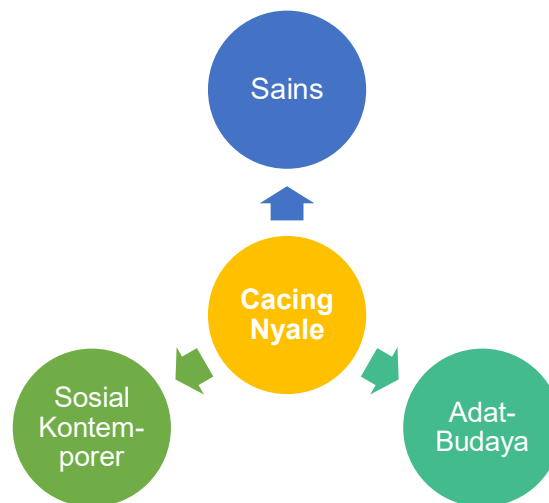 Sains
Cacing
Nyale
Sosial
Kontem-
porer
Adat-
Budaya